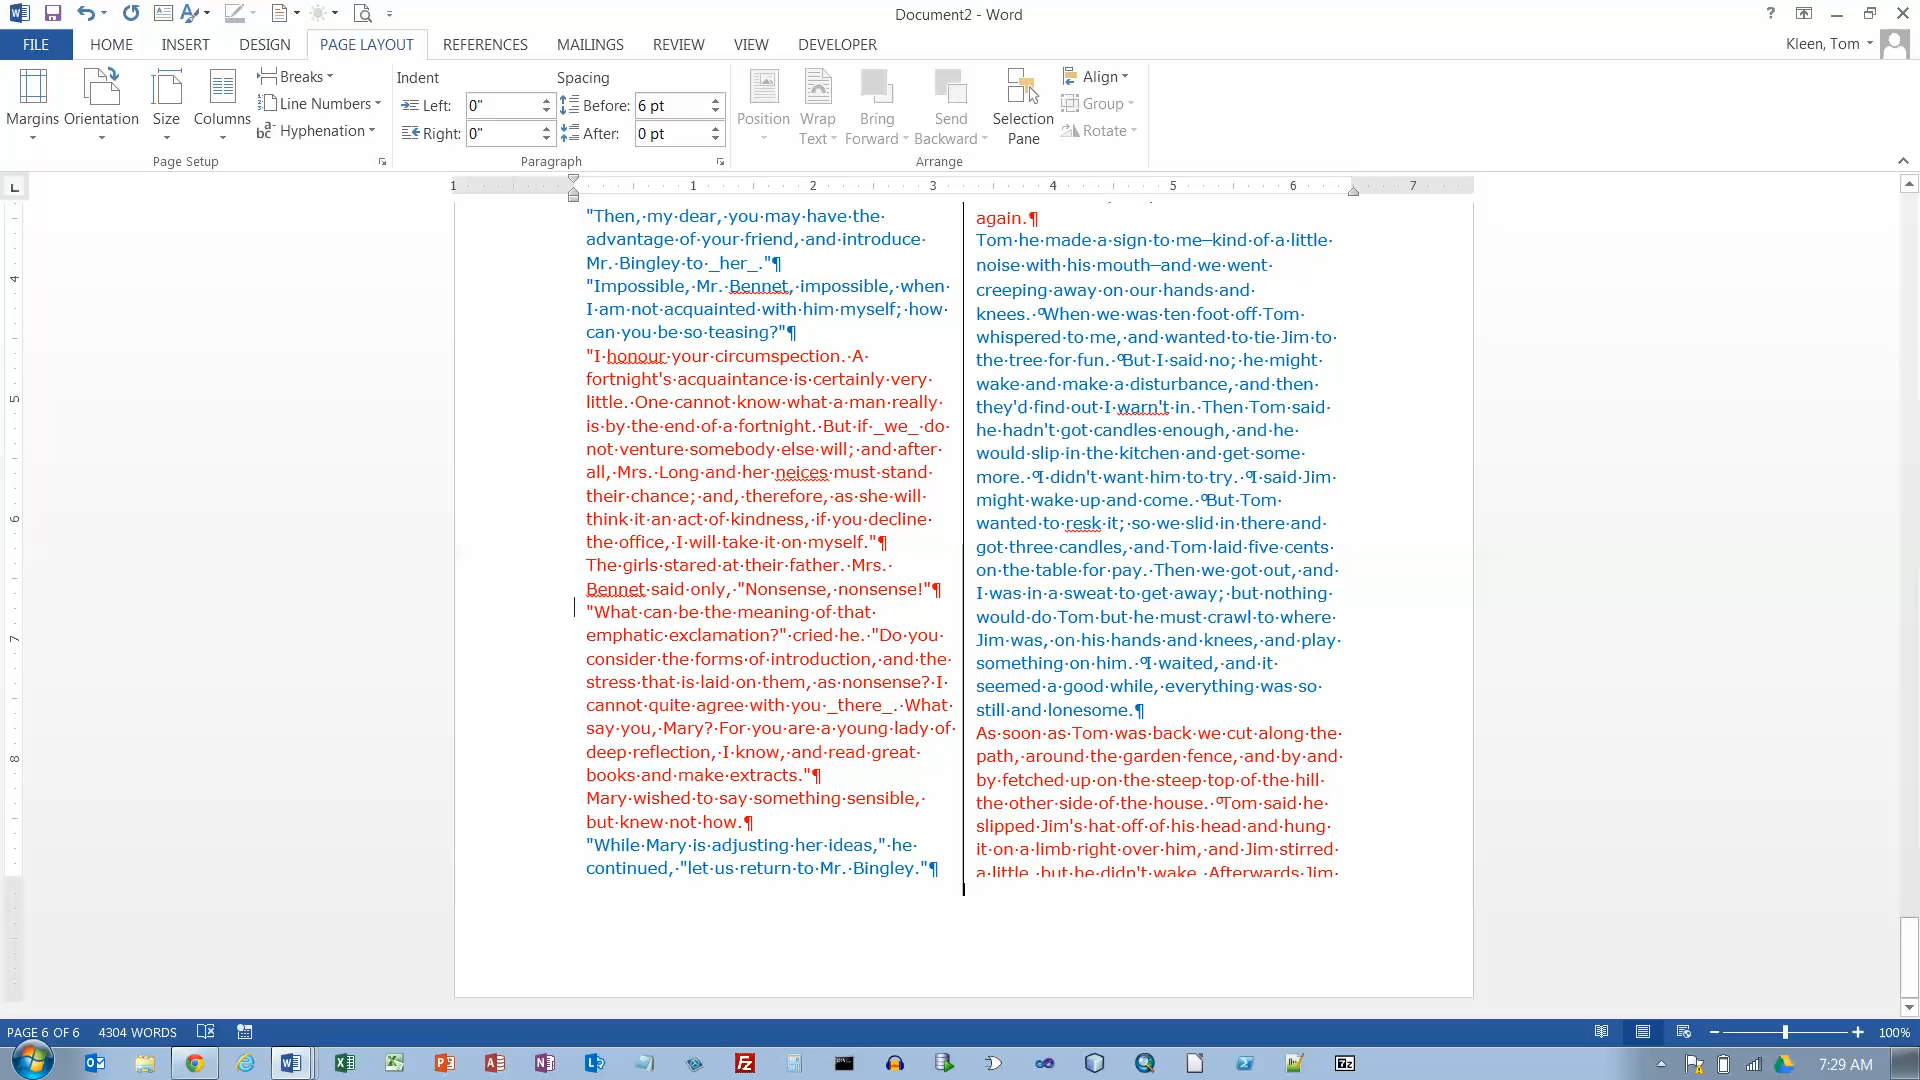 Document2 - Word
FILE
HOME
INSERT
DESIGN
PAGE LAYOUT
REFERENCES
MAILINGS
REVIEW
VIEW
DEVELOPER
Kleen, Tom
Margins
Orientation
Size
Columns
Breaks
Line Numbers
Hyphenation
Page Setup
Indent
Left: 0"
Right: 0"
Spacing
Before: 6 pt
After: 0 pt
Paragraph
Position
Wrap
Text
Bring
Forward
Send
Backward
Selection
Pane
Align
Group
Rotate
Arrange
L
1 1 2 3 4 5 6 7
4
5
6
7
8
"Then,·my·dear,·you·may·have·the·
advantage·of·your·friend,·and·introduce·
Mr.·Bingley·to·_her_."¶
"Impossible,·Mr.·Bennet,·impossible,·when·
I·am·not·acquainted·with·him·myself;·how·
can·you·be·so·teasing?"¶
"I·honour·your·circumspection.·A·
fortnight's·acquaintance·is·certainly·very·
little.·One·cannot·know·what·a·man·really·
is·by·the·end·of·a·fortnight.·But·if·_we_·do·
not·venture·somebody·else·will;·and·after·
all,·Mrs.·Long·and·her·neices·must·stand·
their·chance;·and,·therefore,·as·she·will·
think·it·an·act·of·kindness,·if·you·decline·
the·office,·I·will·take·it·on·myself."¶
The·girls·stared·at·their·father.·Mrs.·
Bennet·said·only,·"Nonsense,·nonsense!"¶
"What·can·be·the·meaning·of·that·
emphatic·exclamation?"·cried·he.·"Do·you·
consider·the·forms·of·introduction,·and·the·
stress·that·is·laid·on·them,·as·nonsense?·I·
cannot·quite·agree·with·you·_there_.·What·
say·you,·Mary?·For·you·are·a·young·lady·of·
deep·reflection,·I·know,·and·read·great·
books·and·make·extracts."¶
Mary·wished·to·say·something·sensible,·
but·knew·not·how.¶
"While·Mary·is·adjusting·her·ideas,"·he·
continued,·"let·us·return·to·Mr.·Bingley."¶
again.¶
Tom·he·made·a·sign·to·me—kind·of·a·little·
noise·with·his·mouth—and·we·went·
creeping·away·on·our·hands·and·
knees.·°When·we·was·ten·foot·off·Tom·
whispered·to·me,·and·wanted·to·tie·Jim·to·
the·tree·for·fun.·°But·I·said·no;·he·might·
wake·and·make·a·disturbance,·and·then·
they'd·find·out·I·warn't·in.·Then·Tom·said·
he·hadn't·got·candles·enough,·and·he·
would·slip·in·the·kitchen·and·get·some·
more.·°I·didn't·want·him·to·try.·°I·said·Jim·
might·wake·up·and·come.·°But·Tom·
wanted·to·resk·it;·so·we·slid·in·there·and·
got·three·candles,·and·Tom·laid·five·cents·
on·the·table·for·pay.·Then·we·got·out,·and·
I·was·in·a·sweat·to·get·away;·but·nothing·
would·do·Tom·but·he·must·crawl·to·where·
Jim·was,·on·his·hands·and·knees,·and·play·
something·on·him.·°I·waited,·and·it·
seemed·a·good·while,·everything·was·so·
still·and·lonesome.¶
As·soon·as·Tom·was·back·we·cut·along·the·
path,·around·the·garden·fence,·and·by·and·
by·fetched·up·on·the·steep·top·of·the·hill·
the·other·side·of·the·house.·°Tom·said·he·
slipped·Jim's·hat·off·of·his·head·and·hung·
it·on·a·limb·right·over·him,·and·Jim·stirred·
a·little,·but·he·didn't·wake.·Afterwards·Jim·
PAGE 6 OF 6
4304 WORDS
100%
7:29 AM